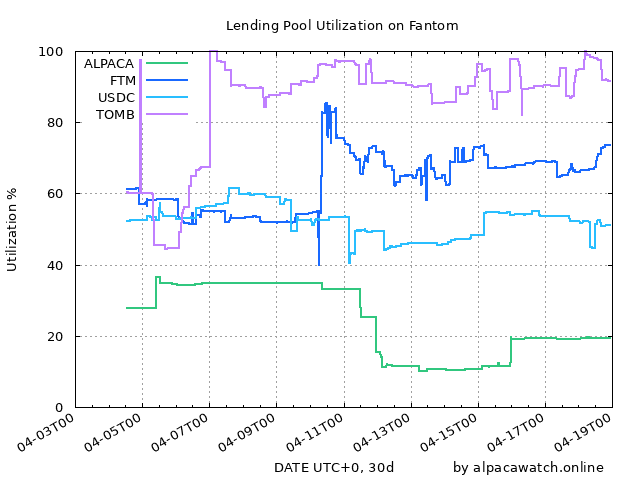 Lending Pool Utilization on Fantom
Utilization %
100
80
60
40
20
0
ALPACA
FTM
USDC
TOMB
04-03T00
04-05T00
04-07T00
04-09T00
04-11T00
04-13T00
04-15T00
04-17T00
04-19T00
DATE UTC+0, 30d
by alpacawatch.online